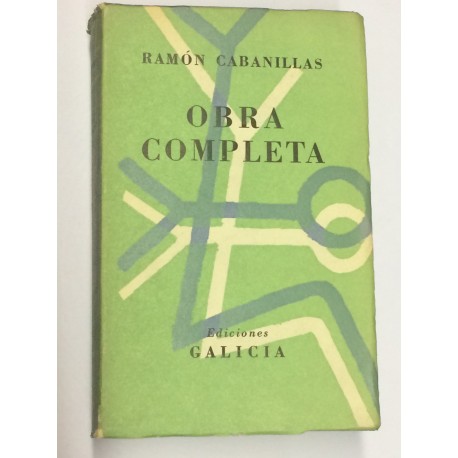 RAMÓN CABANILLAS
OBRA
COMPLETA
Ediciones
GALICIA